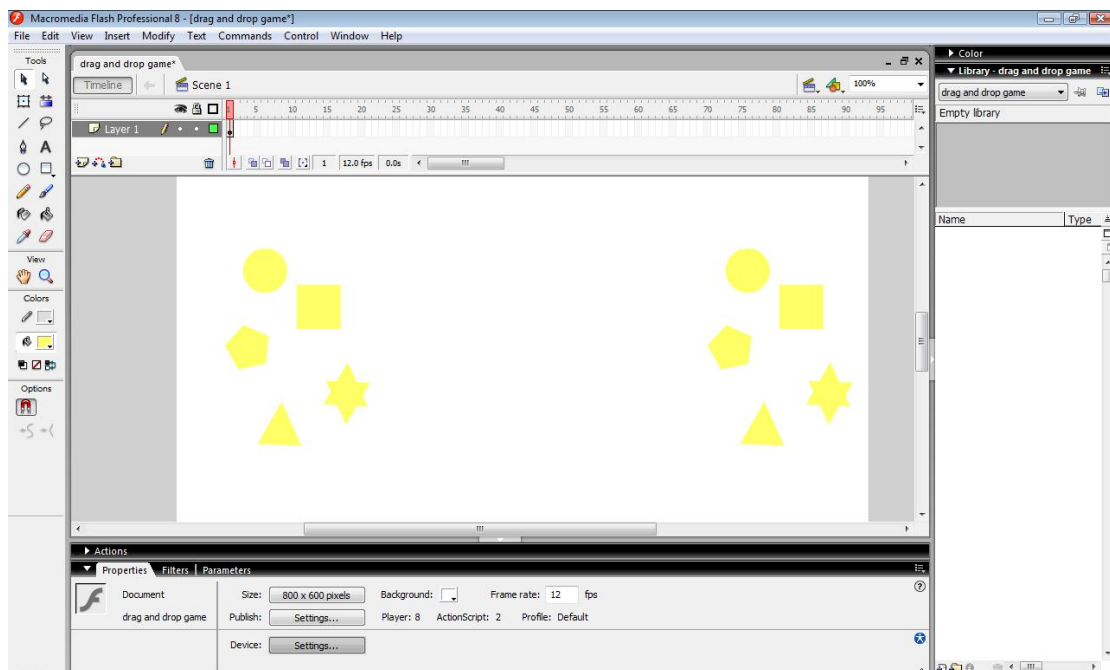 Macromedia Flash Professional 8 - [drag and drop game*]
File Edit View Insert Modify Text Commands Control Window Help
Tools
View
Colors
Options
drag and drop game*
Timeline
Scene 1
100%
5 10 15 20 25 30 35 40 45 50 55 60 65 70 75 80 85 90 95
Layer 1
1 12.0 fps 0.0s
Actions
Properties Filters Parameters
Document
Size: 800 x 600 pixels Background: Frame rate: 12 fps
drag and drop game
Publish: Settings... Player: 8 ActionScript: 2 Profile: Default
Device: Settings...
Color
Library - drag and drop game
drag and drop game
Empty library
Name Type